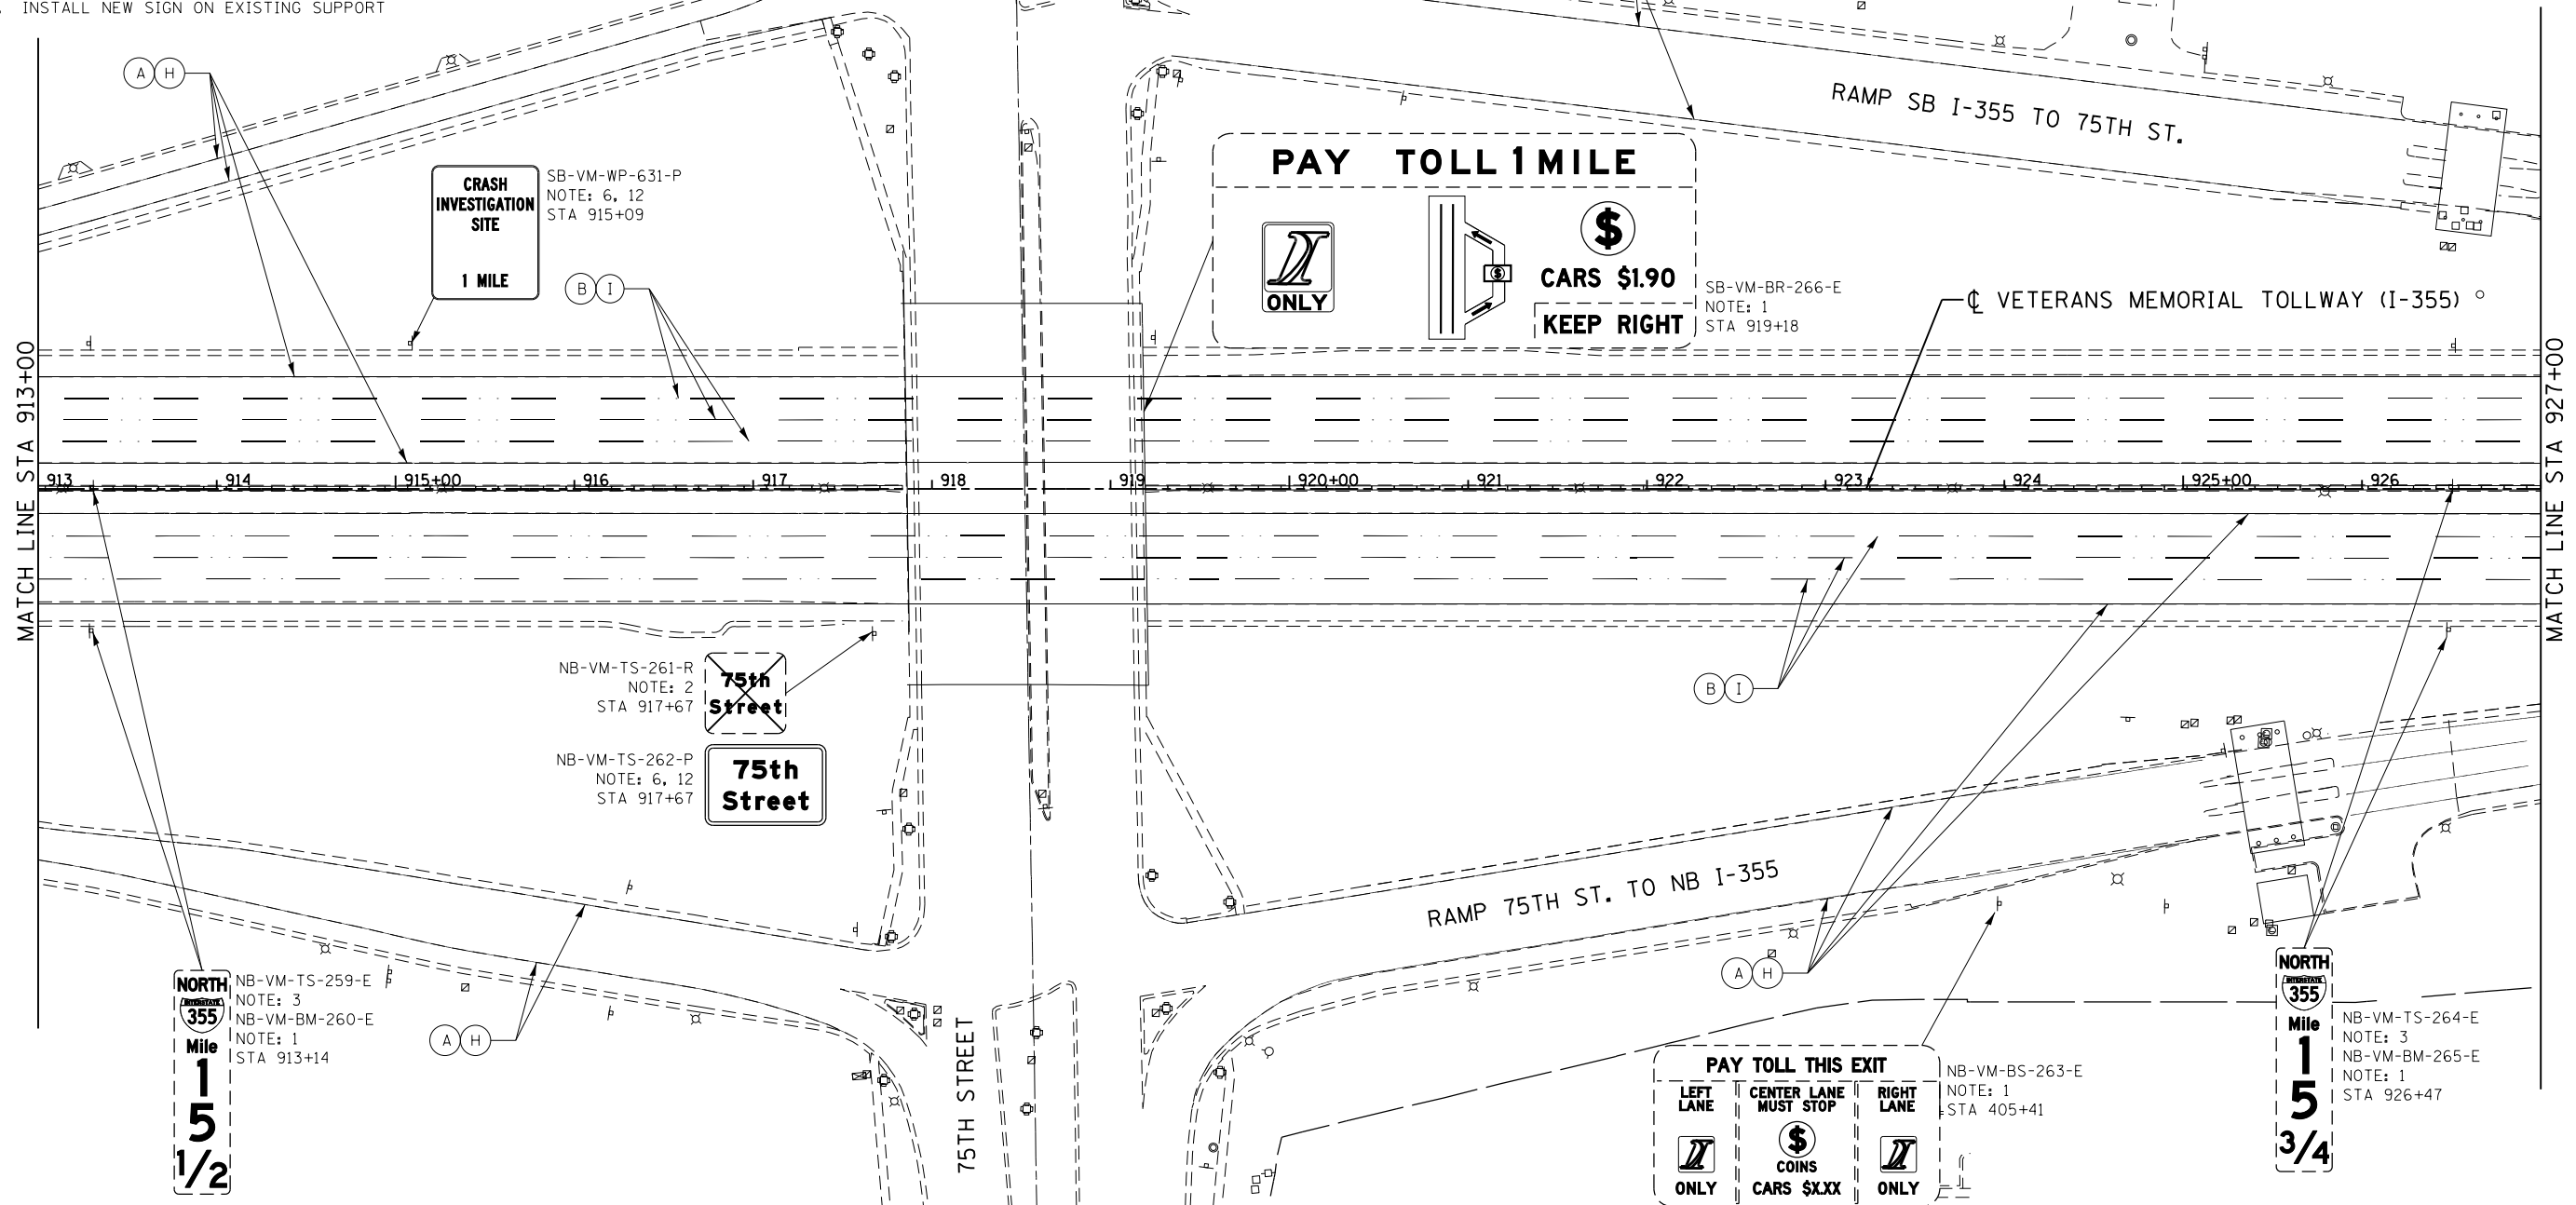 INSTALL NEW SIGN ON EXISTING SUPPORT
A H
RAMP SB I-355 TO 75TH ST.
CRASH
INVESTIGATION
SITE
1 MILE
SB-VM-WP-631-P
NOTE: 6, 12
STA 915+09
B I
PAY TOLL 1 MILE
ONLY
$
$
CARS $1.90
KEEP RIGHT
SB-VM-BR-266-E
NOTE: 1
STA 919+18
℄ VETERANS MEMORIAL TOLLWAY (I-355)
MATCH LINE STA 913+00
MATCH LINE STA 927+00
913 914 915+00 916 917 918 919 920+00 921 922 923 924 925+00 926
NB-VM-TS-261-R
NOTE: 2
STA 917+67
75th
Street
NB-VM-TS-262-P
NOTE: 6, 12
STA 917+67
75th
Street
B I
RAMP 75TH ST. TO NB I-355
A H
A H
75TH STREET
NORTH
INTERSTATE
355
Mile
1
5
1/2
NB-VM-TS-259-E
NOTE: 3
NB-VM-BM-260-E
NOTE: 1
STA 913+14
PAY TOLL THIS EXIT
LEFT
LANE
ONLY
CENTER LANE
MUST STOP
$
COINS
CARS $X.XX
RIGHT
LANE
ONLY
NB-VM-BS-263-E
NOTE: 1
STA 405+41
NORTH
INTERSTATE
355
Mile
1
5
3/4
NB-VM-TS-264-E
NOTE: 3
NB-VM-BM-265-E
NOTE: 1
STA 926+47